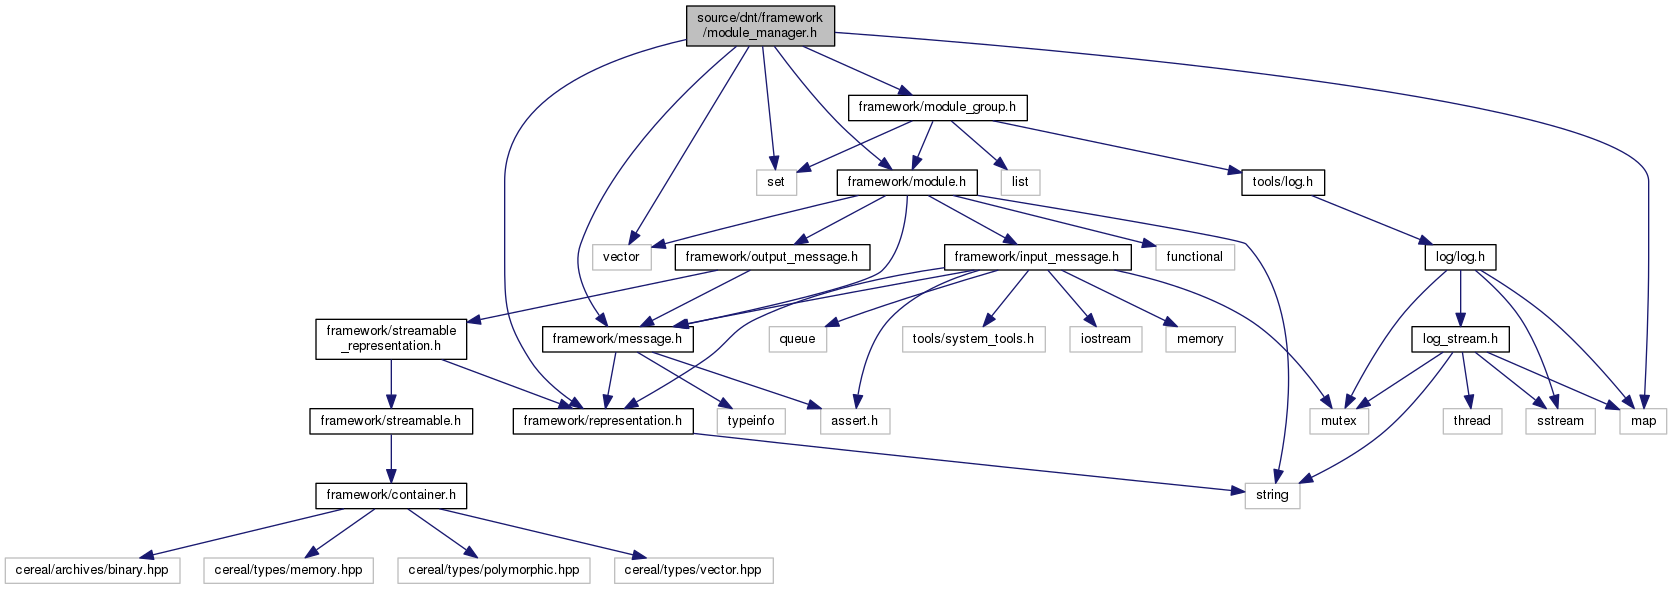 source/dnt/framework
/module_manager.h
framework/module_group.h
set
framework/module.h
list
tools/log.h
vector
framework/output_message.h
framework/input_message.h
functional
log/log.h
framework/streamable
_representation.h
framework/message.h
queue
tools/system_tools.h
iostream
memory
log_stream.h
framework/streamable.h
framework/representation.h
typeinfo
assert.h
mutex
thread
sstream
map
framework/container.h
string
cereal/archives/binary.hpp
cereal/types/memory.hpp
cereal/types/polymorphic.hpp
cereal/types/vector.hpp